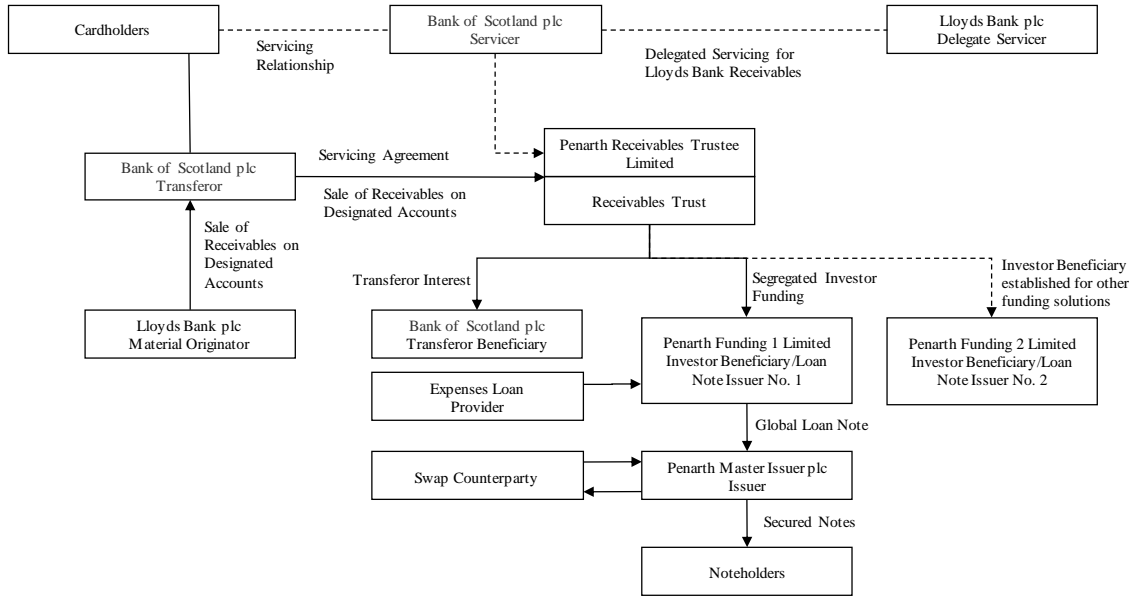 Cardholders
Servicing
Relationship
Bank of Scotland plc
Servicer
Delegated Servicing for
Lloyds Bank Receivables
Lloyds Bank plc
Delegate Servicer
Bank of Scotland plc
Transferor
Servicing Agreement
Sale of Receivables on
Designated Accounts
Penarth Receivables Trustee
Limited
Receivables Trust
Sale of
Receivables on
Designated
Accounts
Lloyds Bank plc
Material Originator
Transferor Interest
Segregated Investor
Funding
Investor Beneficiary
established for other
funding solutions
Bank of Scotland plc
Transferor Beneficiary
Penarth Funding 1 Limited
Investor Beneficiary/Loan
Note Issuer No. 1
Penarth Funding 2 Limited
Investor Beneficiary/Loan
Note Issuer No. 2
Expenses Loan
Provider
Global Loan Note
Swap Counterparty
Penarth Master Issuer plc
Issuer
Secured Notes
Noteholders